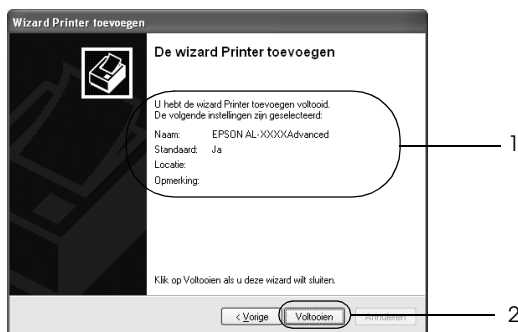 Wizard Printer toevoegen
De wizard Printer toevoegen
U hebt de wizard Printer toevoegen voltooid.
De volgende instellingen zijn geselecteerd:
Naam: EPSON AL-XXXXAdvanced
Standaard: Ja
Locatie:
Opmerking:
1
Klik op Voltooien als u deze wizard wilt sluiten.
< Vorige Voltooien Annuleren
2